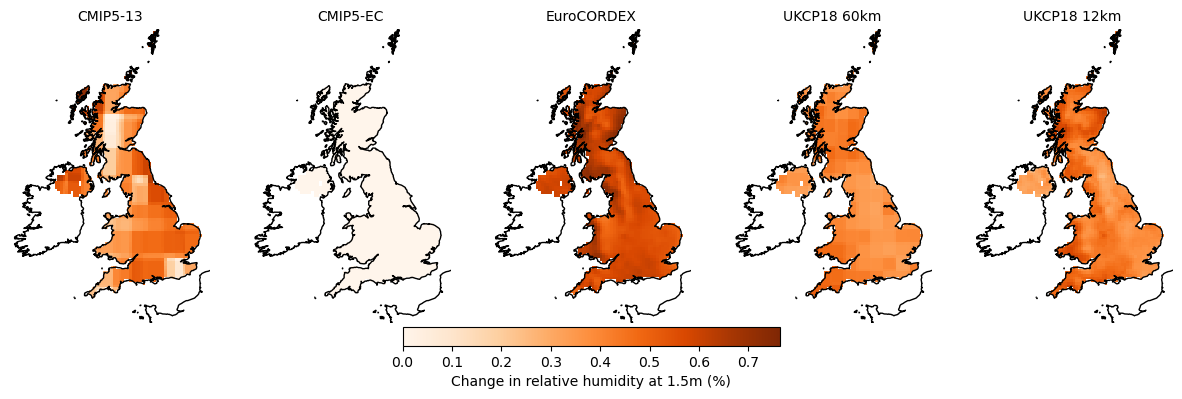 CMIP5-13 CMIP5-EC EuroCORDEX UKCP18 60km UKCP18 12km
0.0 0.1 0.2 0.3 0.4 0.5 0.6 0.7
Change in relative humidity at 1.5m (%)